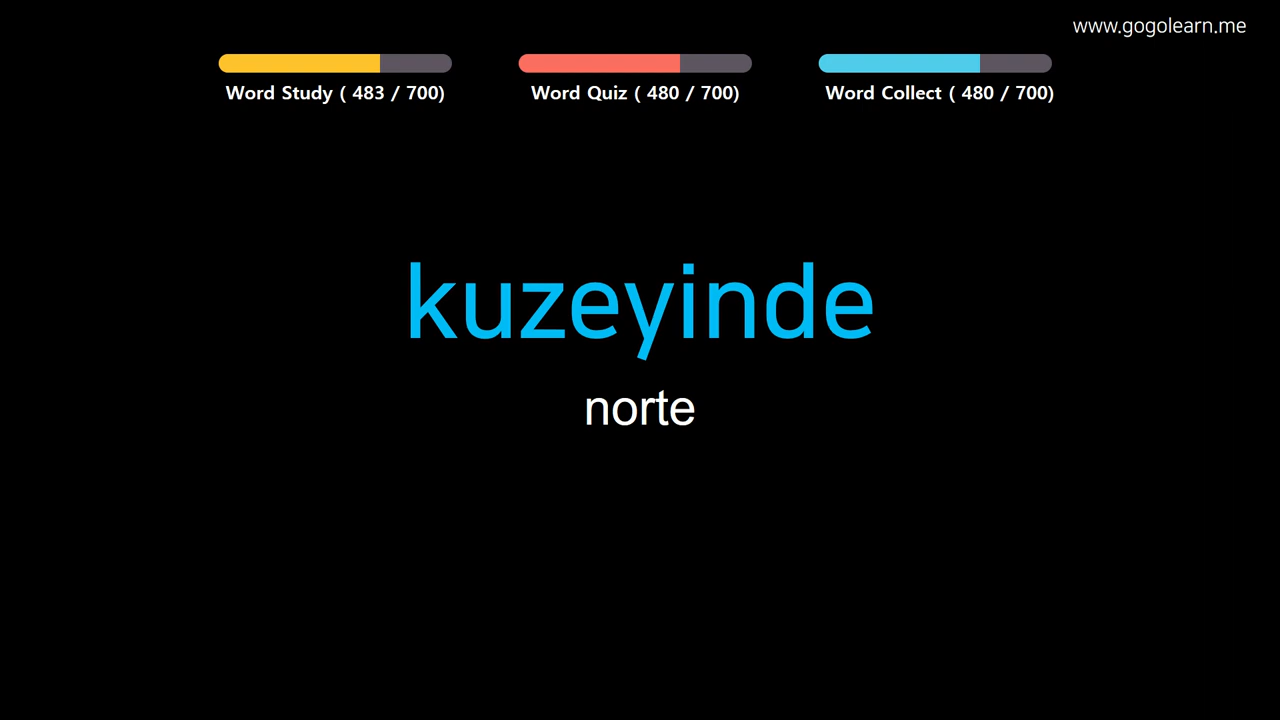 www.gogolearn.me
Word Study ( 483 / 700)
Word Quiz ( 480 / 700)
Word Collect ( 480 / 700)
kuzeyinde
norte